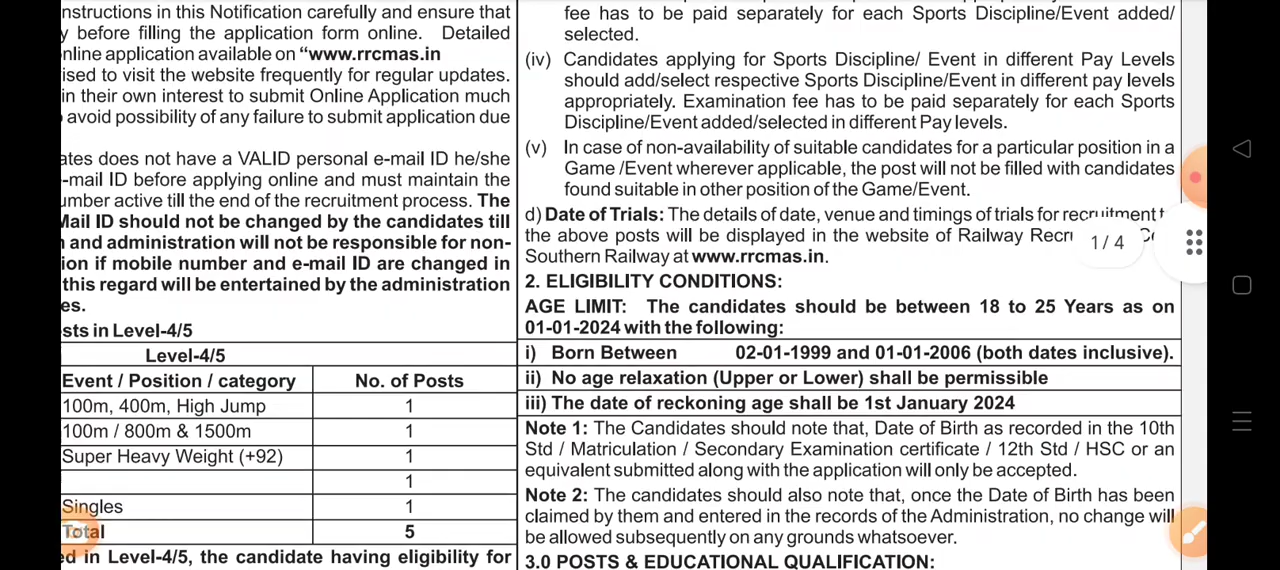 nstructions in this Notification carefully and ensure that
y before filling the application form online. Detailed
nline application available on "www.rrcmas.in
ised to visit the website frequently for regular updates.
in their own interest to submit Online Application much
avoid possibility of any failure to submit application due
ates does not have a VALID personal e-mail ID he/she
-mail ID before applying online and must maintain the
umber active till the end of the recruitment process. The
Mail ID should not be changed by the candidates till
and administration will not be responsible for non-
ion if mobile number and e-mail ID are changed in
this regard will be entertained by the administration
es.
sts in Level-4/5
Level-4/5
Event / Position / category No. of Posts
100m, 400m, High Jump 1
100m / 800m & 1500m 1
Super Heavy Weight (+92) 1
1
Singles 1
Total 5
ed in Level-4/5, the candidate having eligibility for
fee has to be paid separately for each Sports Discipline/Event added/
selected.
(iv) Candidates applying for Sports Discipline/ Event in different Pay Levels
should add/select respective Sports Discipline/Event in different pay levels
appropriately. Examination fee has to be paid separately for each Sports
Discipline/Event added/selected in different Pay levels.
(v) In case of non-availability of suitable candidates for a particular position in a
Game /Event wherever applicable, the post will not be filled with candidates
found suitable in other position of the Game/Event.
d) Date of Trials: The details of date, venue and timings of trials for recruitment t
the above posts will be displayed in the website of Railway Recru
Southern Railway at www.rrcmas.in.
2. ELIGIBILITY CONDITIONS:
AGE LIMIT: The candidates should be between 18 to 25 Years as on
01-01-2024 with the following:
i) Born Between 02-01-1999 and 01-01-2006 (both dates inclusive).
ii) No age relaxation (Upper or Lower) shall be permissible
iii) The date of reckoning age shall be 1st January 2024
Note 1: The Candidates should note that, Date of Birth as recorded in the 10th
Std / Matriculation / Secondary Examination certificate / 12th Std / HSC or an
equivalent submitted along with the application will only be accepted.
Note 2: The candidates should also note that, once the Date of Birth has been
claimed by them and entered in the records of the Administration, no change will
be allowed subsequently on any grounds whatsoever.
3.0 POSTS & EDUCATIONAL QUALIFICATION:
1 / 4